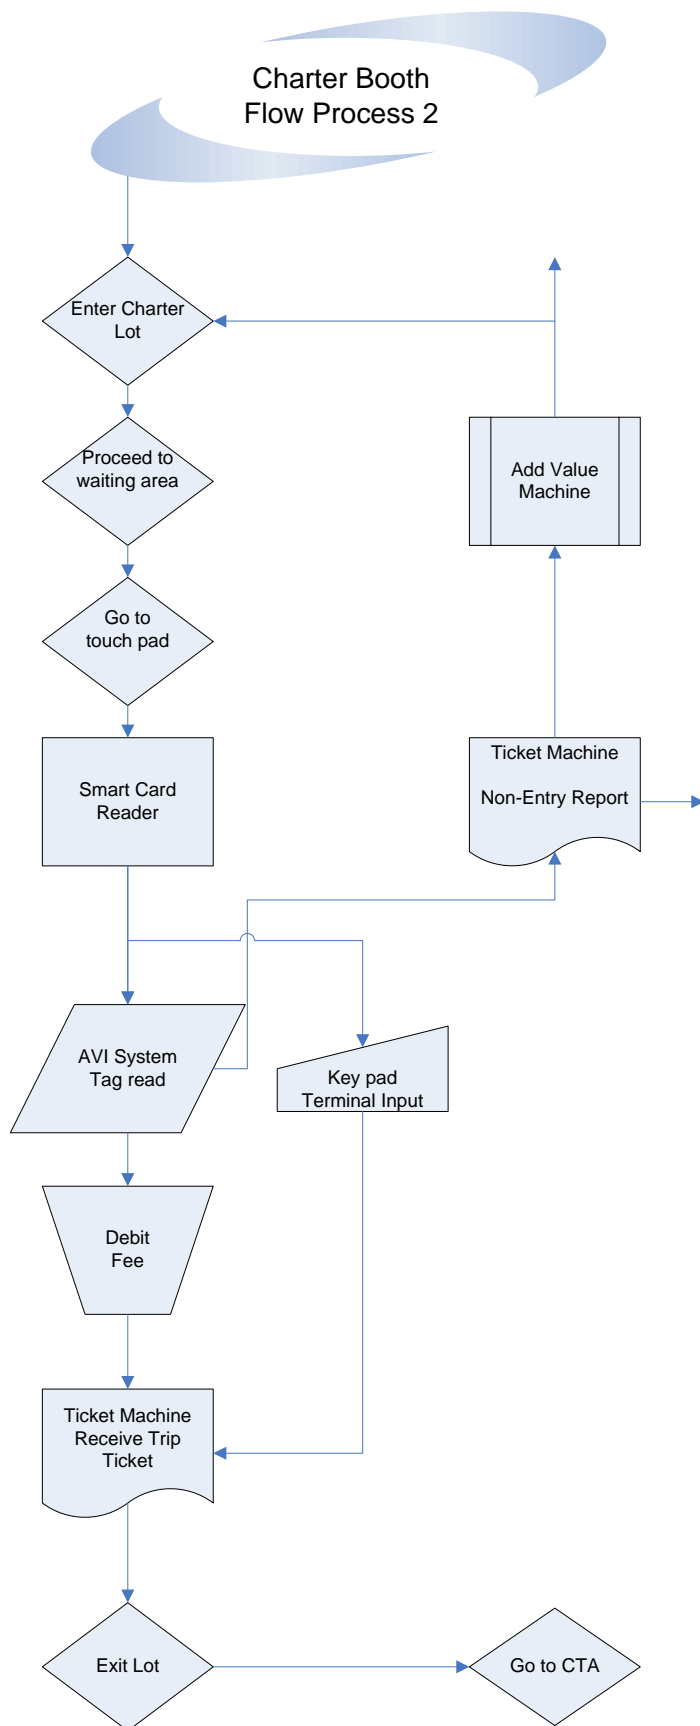 Charter Booth
Flow Process 2
Enter Charter
Lot
Proceed to
waiting area
Add Value
Machine
Go to
touch pad
Smart Card
Reader
Ticket Machine
Non-Entry Report
AVI System
Tag read
Key pad
Terminal Input
Debit
Fee
Ticket Machine
Receive Trip
Ticket
Exit Lot
Go to CTA